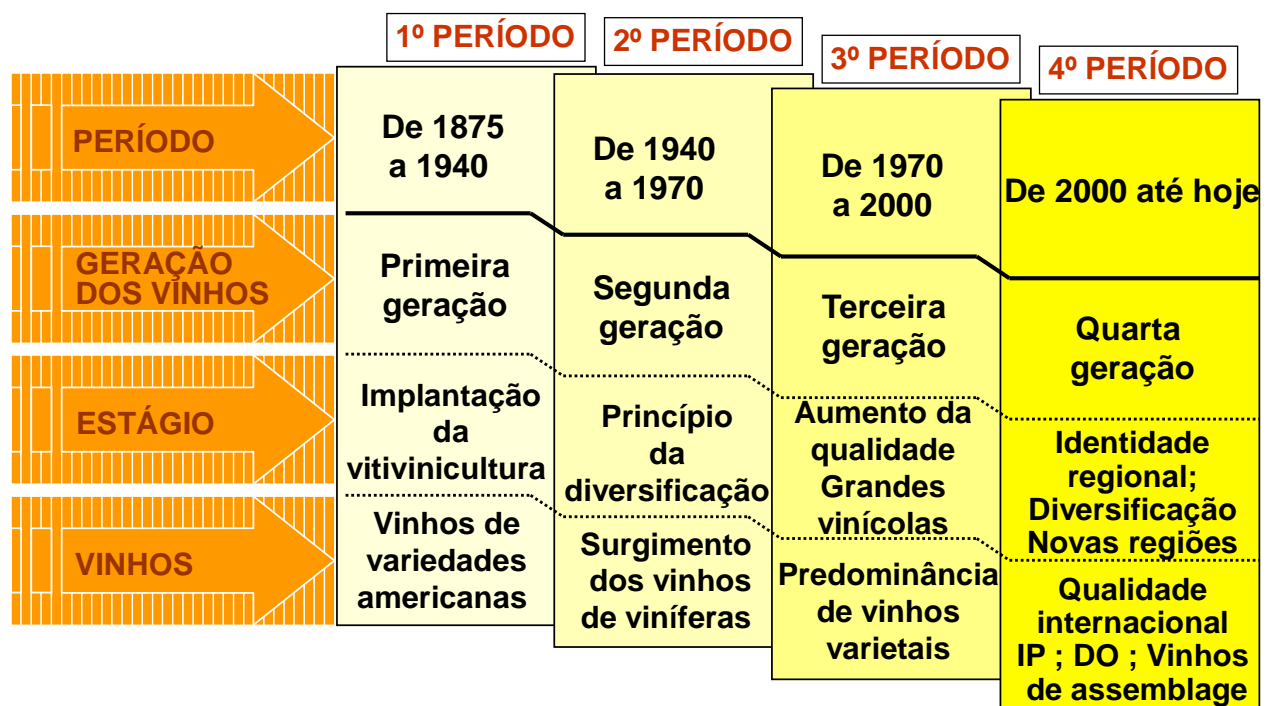 1º PERÍODO
2º PERÍODO
3º PERÍODO
4º PERÍODO
PERÍODO
De 1875
a 1940
De 1940
a 1970
De 1970
a 2000
De 2000 até hoje
GERAÇÃO
DOS VINHOS
Primeira
geração
Segunda
geração
Terceira
geração
Quarta
geração
ESTÁGIO
Implantação
da
vitivinicultura
Princípio
da
diversificação
Aumento da
qualidade
Grandes
vinícolas
Identidade
regional;
Diversificação
Novas regiões
VINHOS
Vinhos de
variedades
americanas
Surgimento
dos vinhos
de viníferas
Predominância
de vinhos
varietais
Qualidade
internacional
IP ; DO ; Vinhos
de assemblage